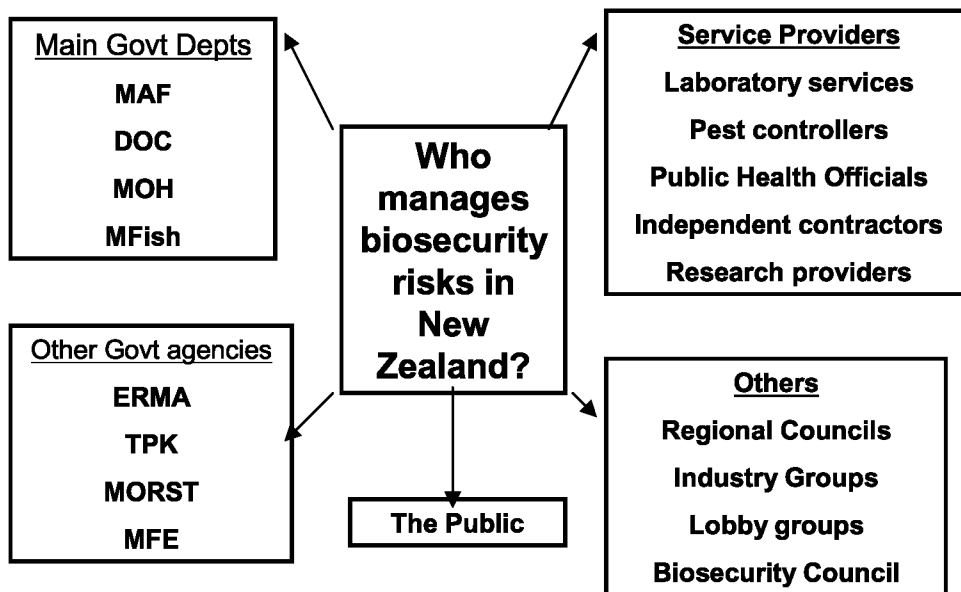 Main Govt Depts
MAF
DOC
MOH
MFish
Service Providers
Laboratory services
Pest controllers
Public Health Officials
Independent contractors
Research providers
Who
manages
biosecurity
risks in
New
Zealand?
Other Govt agencies
ERMA
TPK
MORST
MFE
The Public
Others
Regional Councils
Industry Groups
Lobby groups
Biosecurity Council